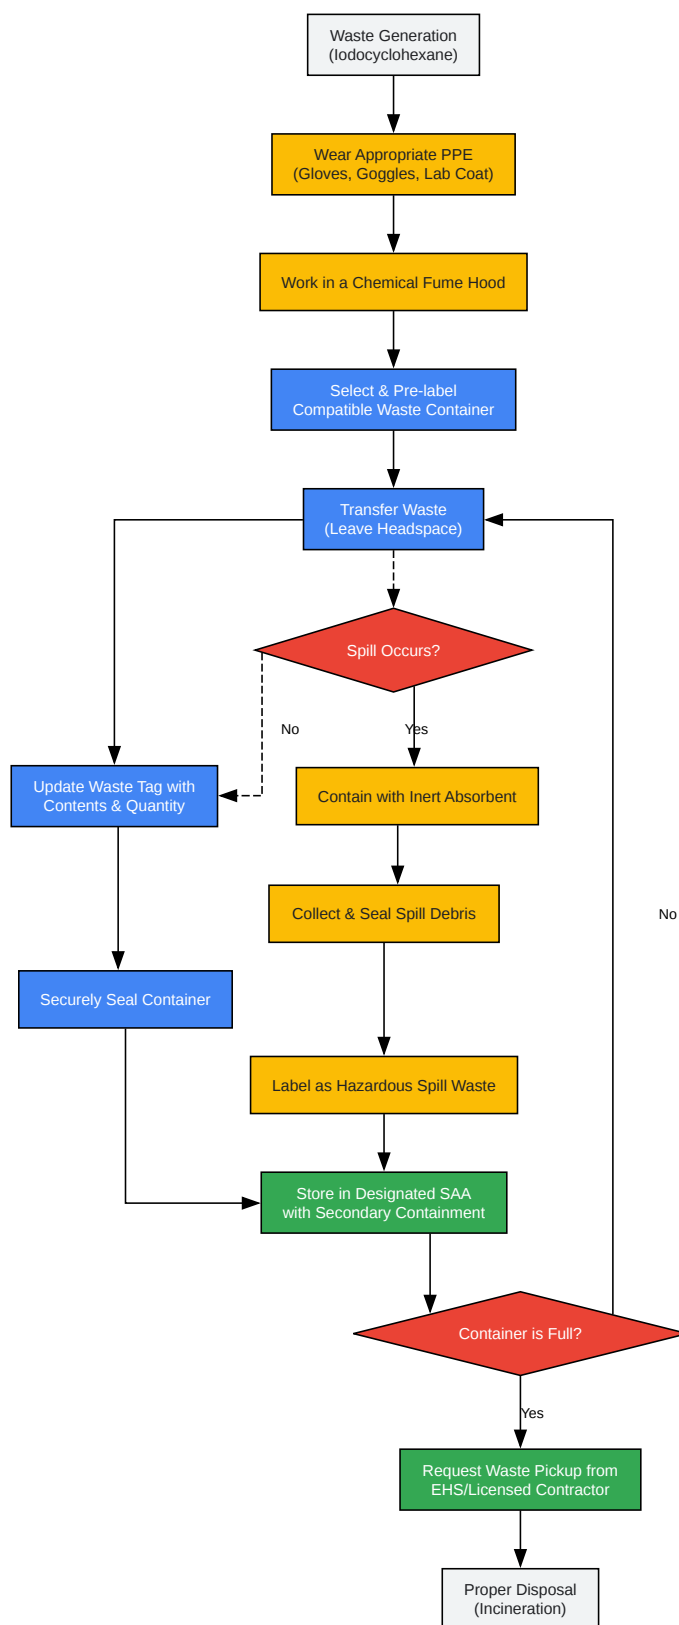 Waste Generation
(Iodocyclohexane)
Wear Appropriate PPE
(Gloves, Goggles, Lab Coat)
Work in a Chemical Fume Hood
Select & Pre-label
Compatible Waste Container
Transfer Waste
(Leave Headspace)
Spill Occurs?
No
Yes
Update Waste Tag with
Contents & Quantity
Contain with Inert Absorbent
Collect & Seal Spill Debris
No
Securely Seal Container
Label as Hazardous Spill Waste
Store in Designated SAA
with Secondary Containment
Container is Full?
Yes
Request Waste Pickup from
EHS/Licensed Contractor
Proper Disposal
(Incineration)